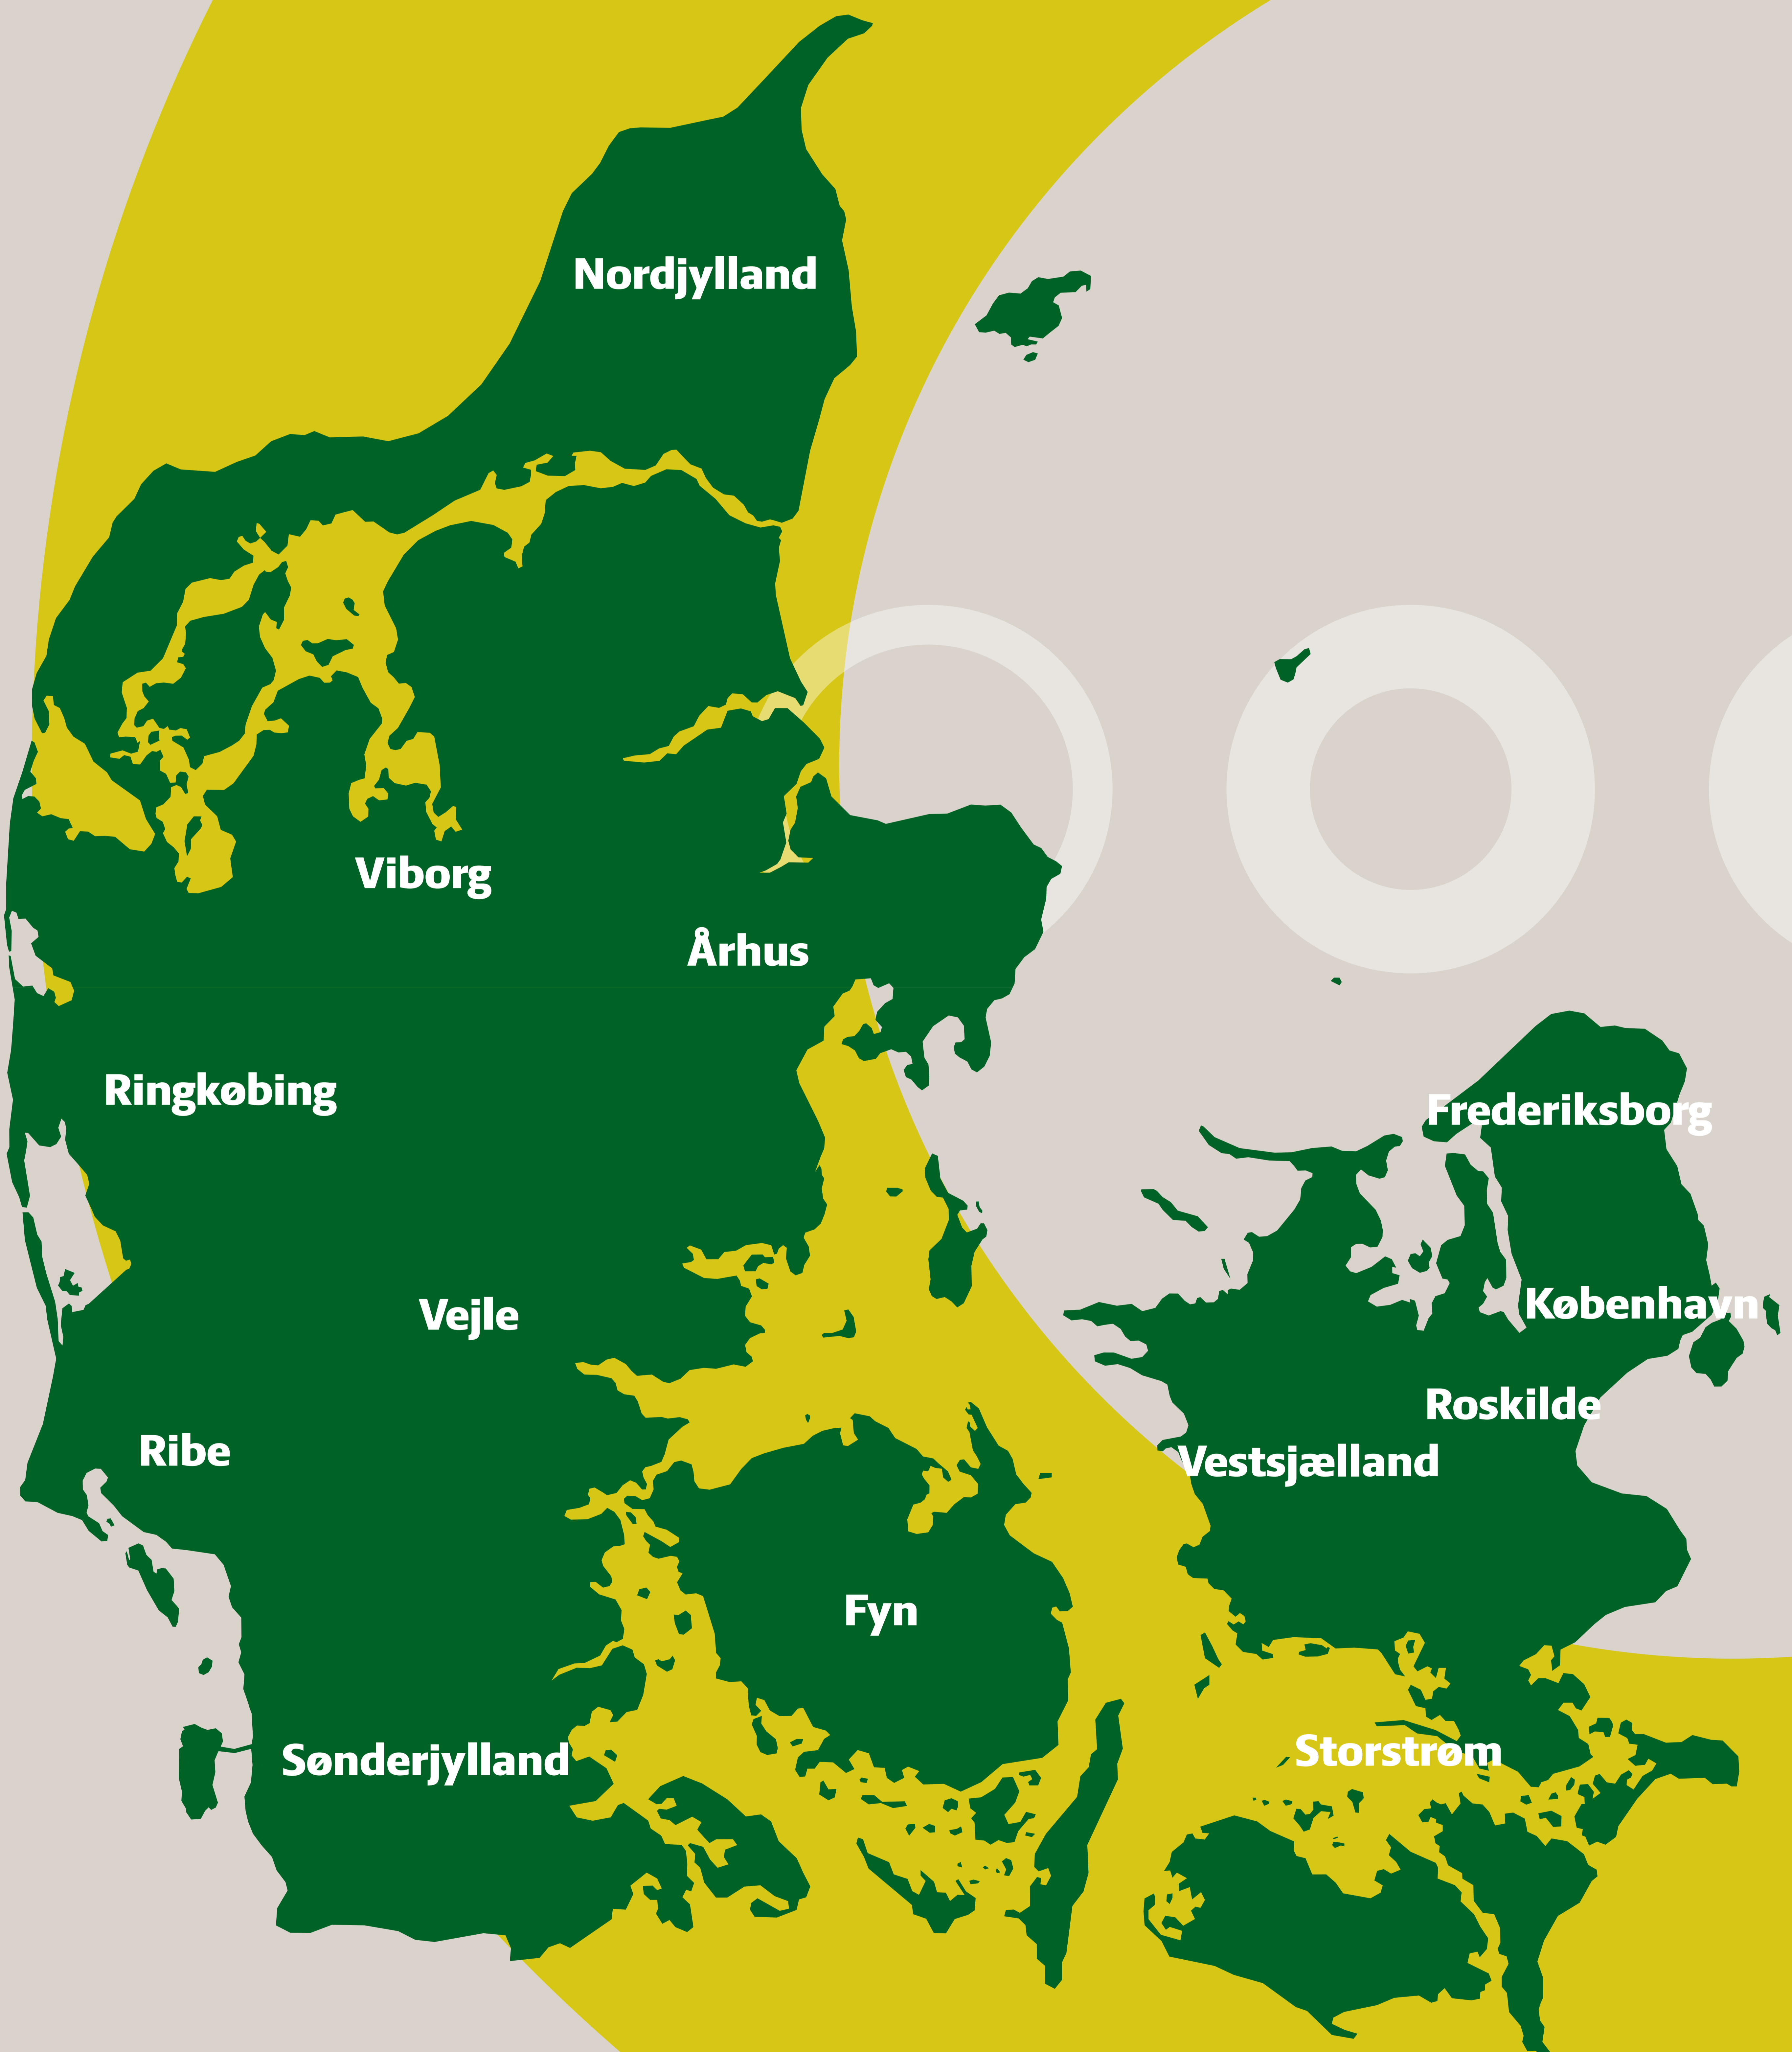 Nordjylland
Viborg
Århus
Ringkøbing
Frederiksborg
København
Vejle
Roskilde
Ribe
Vestsjælland
Fyn
Storstrøm
Sønderjylland